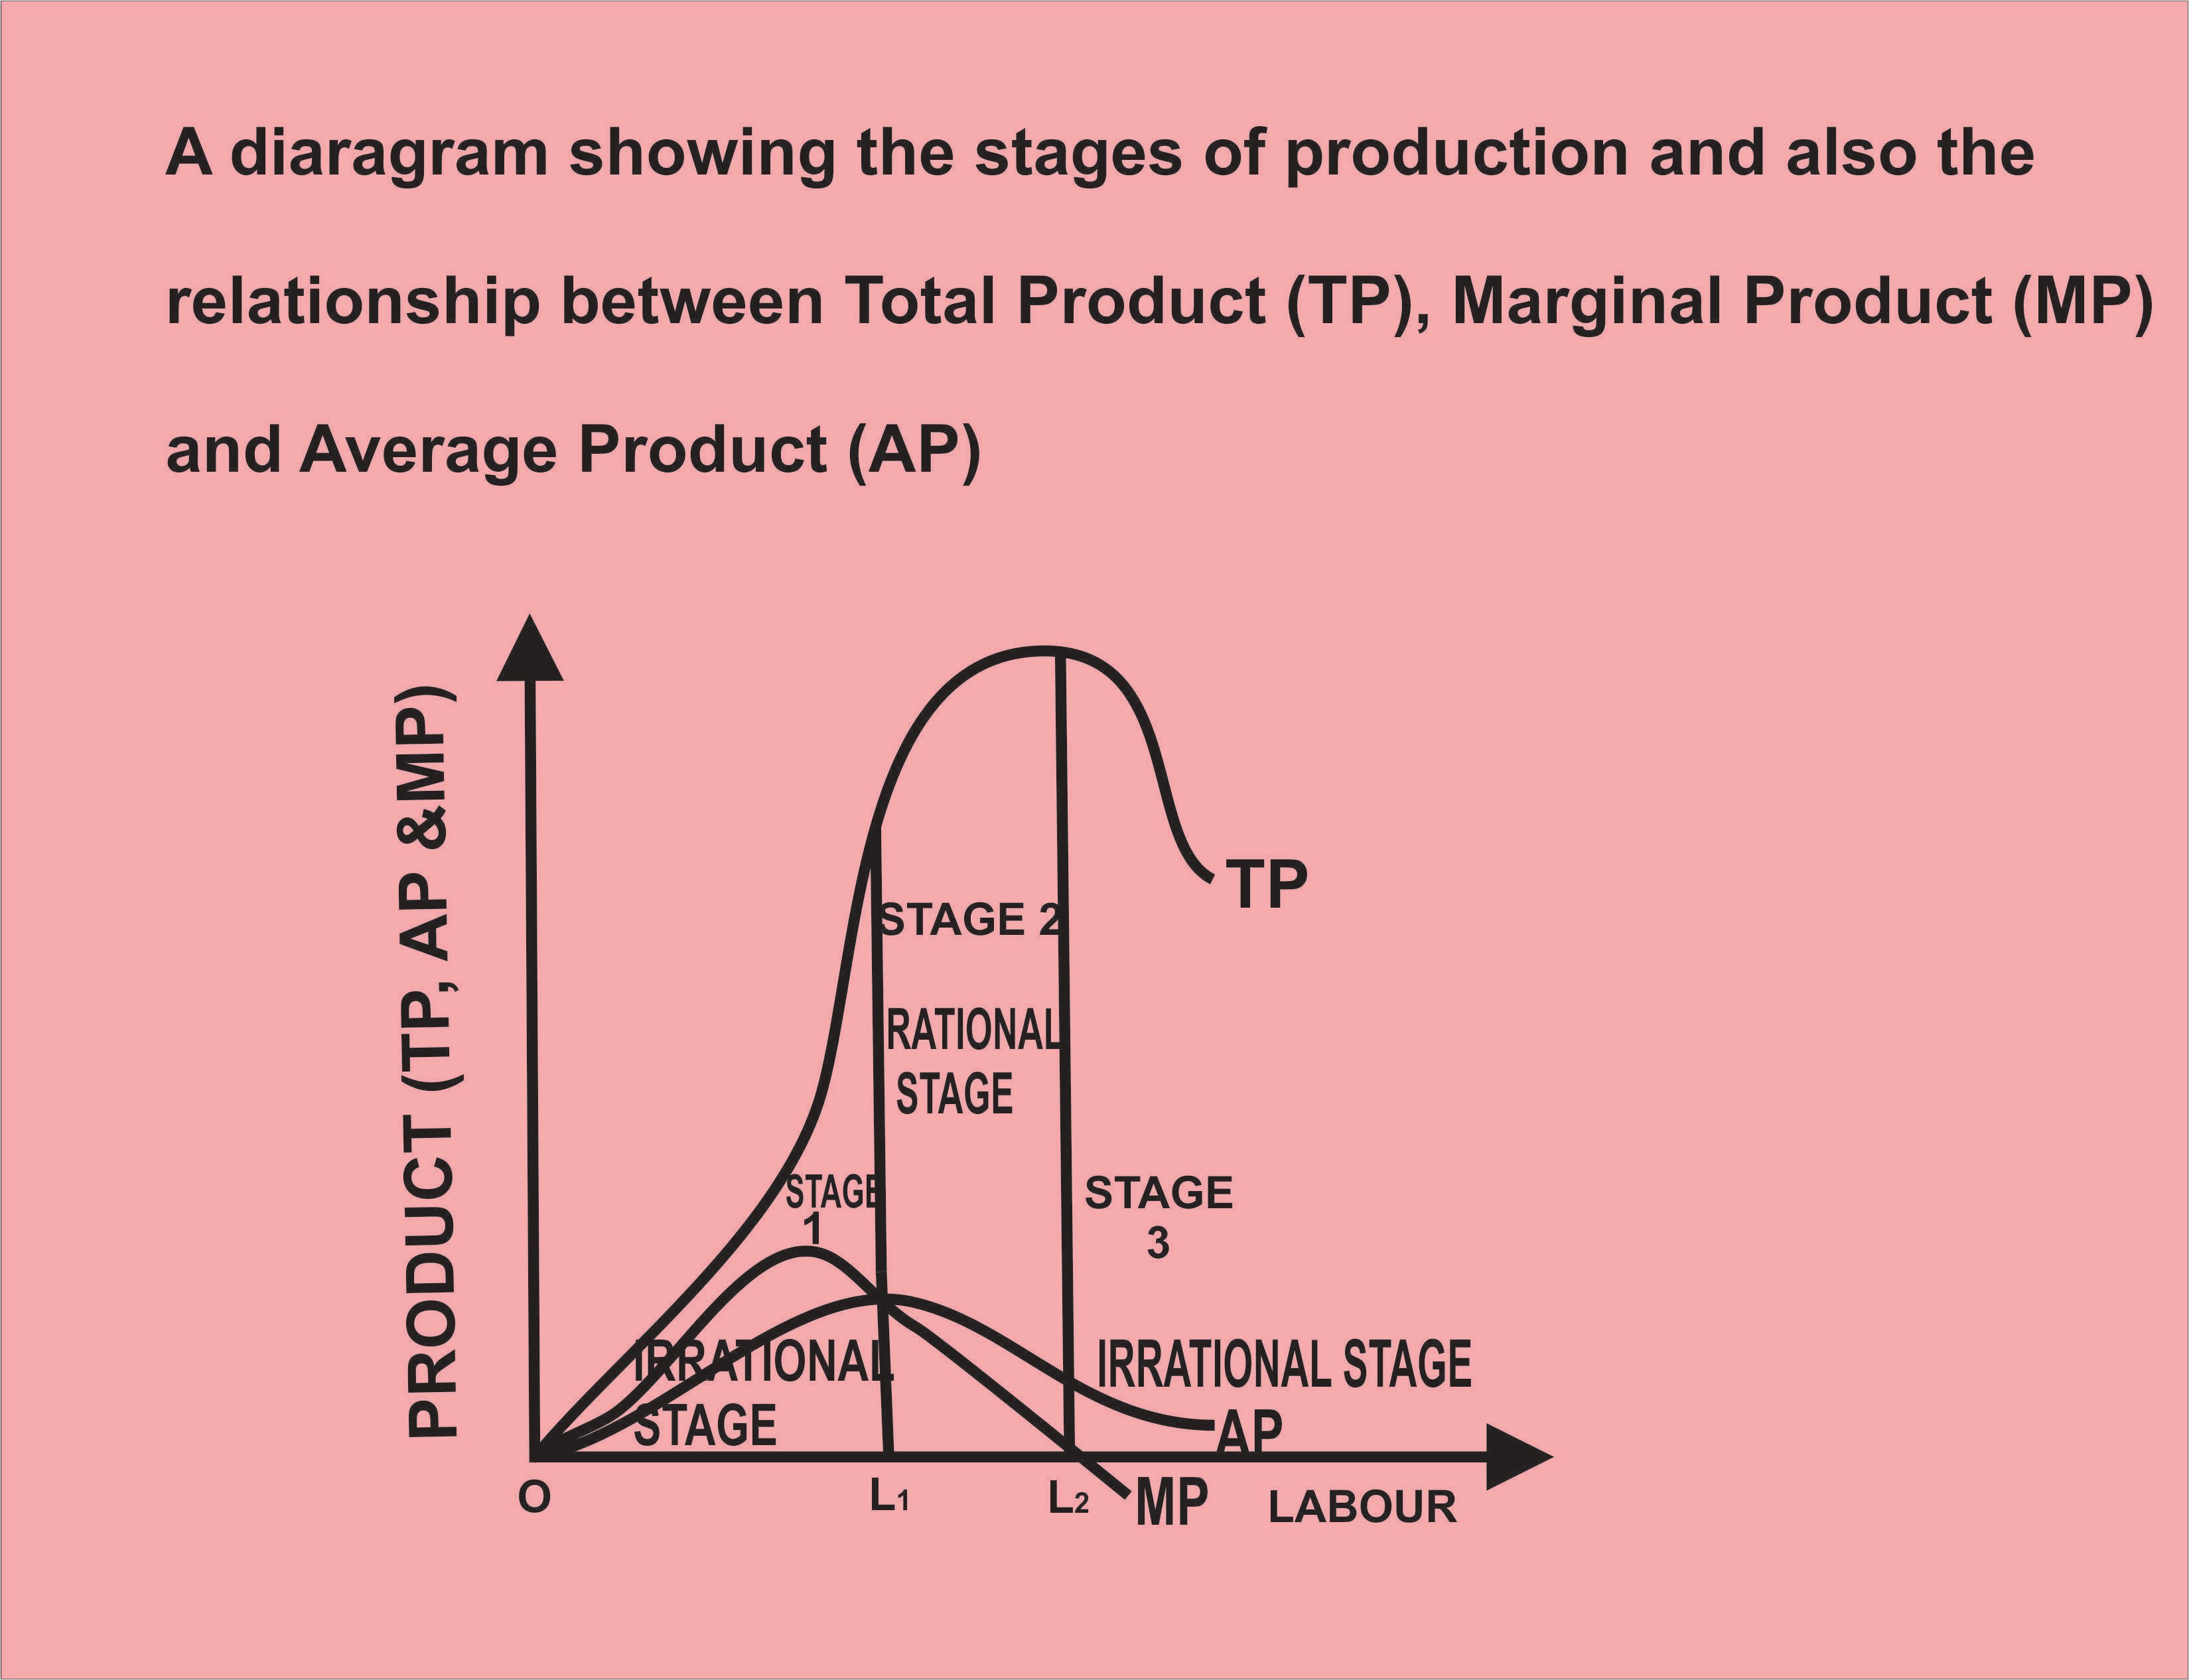 A diaragram showing the stages of production and also the
relationship between Total Product (TP), Marginal Product (MP)
and Average Product (AP)
PRODUCT (TP, AP &MP)
TP
STAGE 2
RATIONAL
STAGE
STAGE
1
STAGE
3
IRRATIONAL
STAGE
IRRATIONAL STAGE
AP
MP
O
L1
L2
LABOUR